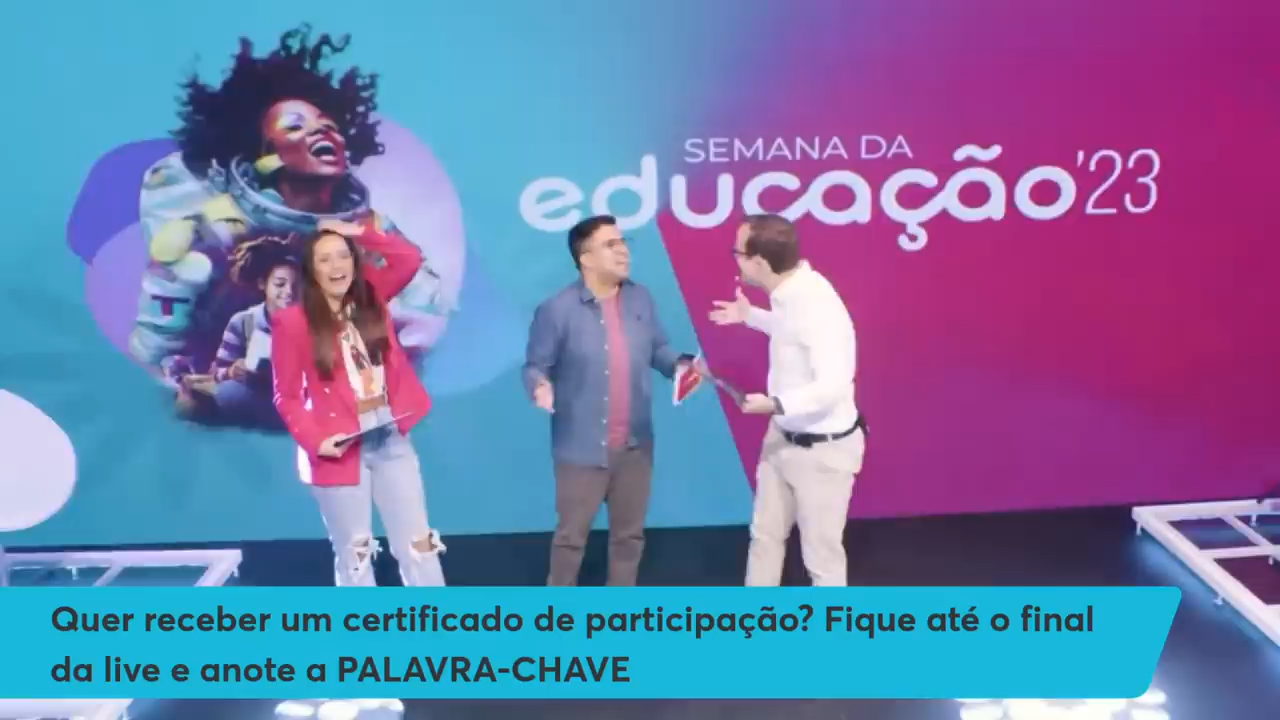 SEMANA DA
educação'23
Quer receber um certificado de participação? Fique até o final
da live e anote a PALAVRA-CHAVE